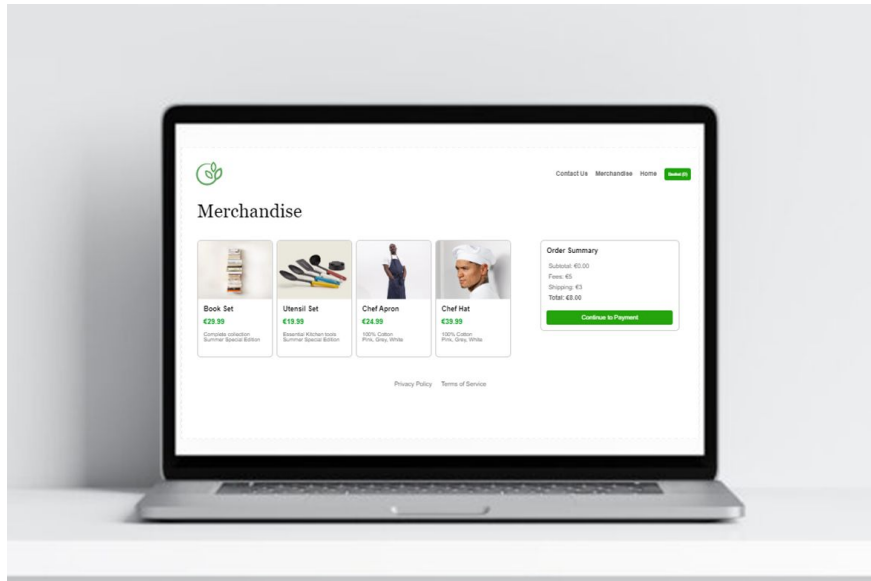 Contact Us Merchandise Home Basket (0)
Merchandise
Book Set
€29.99
Complete collection
Summer Special Edition
Utensil Set
€19.99
Essential Kitchen tools
Summer Special Edition
Chef Apron
€24.99
100% Cotton
Pink, Grey, White
Chef Hat
€39.99
100% Cotton
Pink, Grey, White
Order Summary
Subtotal: €0.00
Fees: €5
Shipping: €3
Total: €8.00
Continue to Payment
Privacy Policy Terms of Service